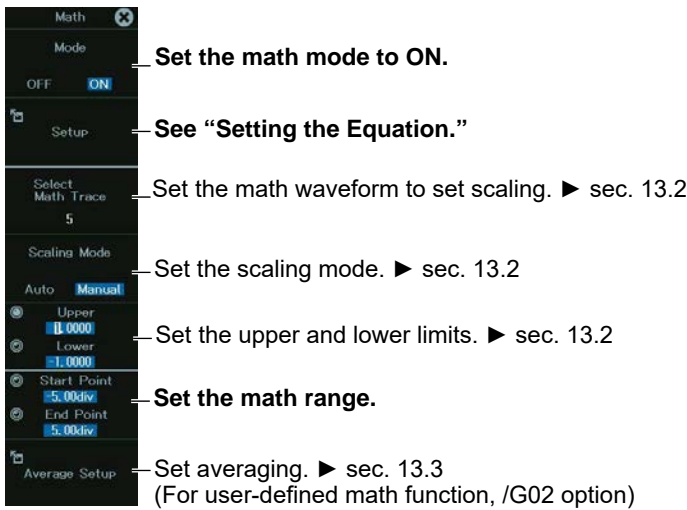 Math
Mode
OFF ON
Set the math mode to ON.
Setup
See “Setting the Equation.”
Select
Math Trace
5
Set the math waveform to set scaling. ► sec. 13.2
Scaling Mode
Auto Manual
Set the scaling mode. ► sec. 13.2
Upper
1.0000
Lower
-1.0000
Set the upper and lower limits. ► sec. 13.2
Start Point
-5.00div
End Point
5.00div
Set the math range.
Average Setup
Set averaging. ► sec. 13.3
(For user-defined math function, /G02 option)